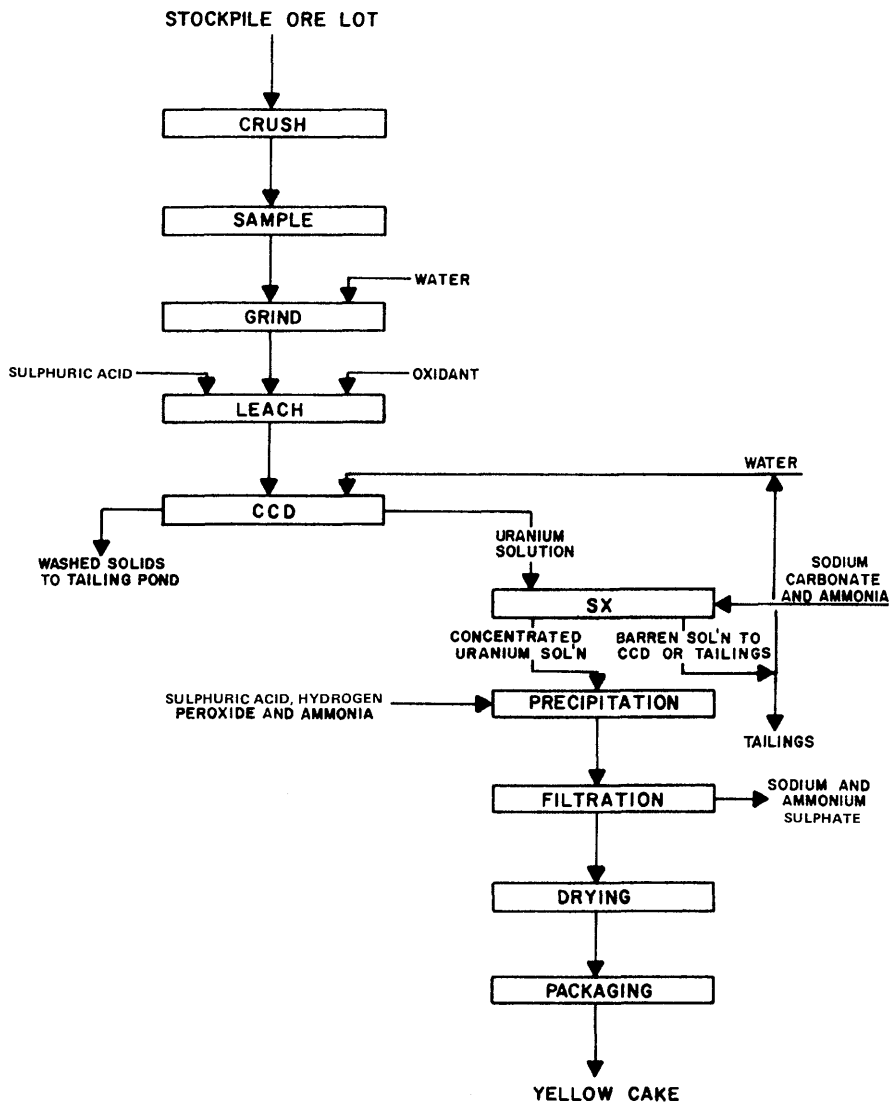 STOCKPILE ORE LOT
CRUSH
SAMPLE
WATER
GRIND
SULPHURIC ACID
OXIDANT
LEACH
WATER
CCD
URANIUM
SOLUTION
WASHED SOLIDS
TO TAILING POND
SODIUM
CARBONATE
AND AMMONIA
SX
CONCENTRATED
URANIUM SOL'N
BARREN SOL'N TO
CCD OR TAILINGS
SULPHURIC ACID, HYDROGEN
PEROXIDE AND AMMONIA
PRECIPITATION
TAILINGS
FILTRATION
SODIUM AND
AMMONIUM
SULPHATE
DRYING
PACKAGING
YELLOW CAKE